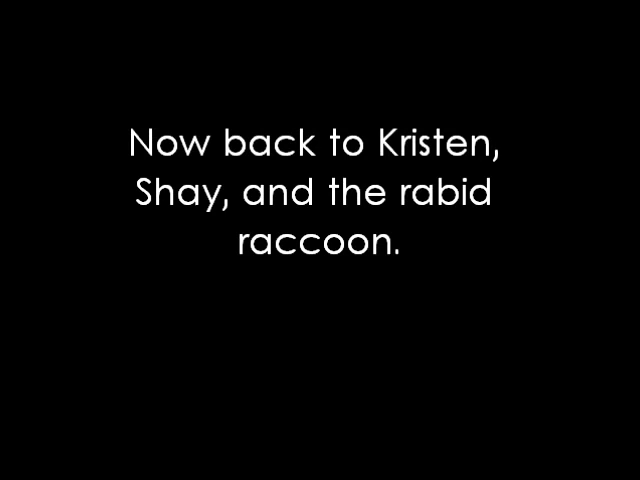 Now back to Kristen,
Shay, and the rabid
raccoon.